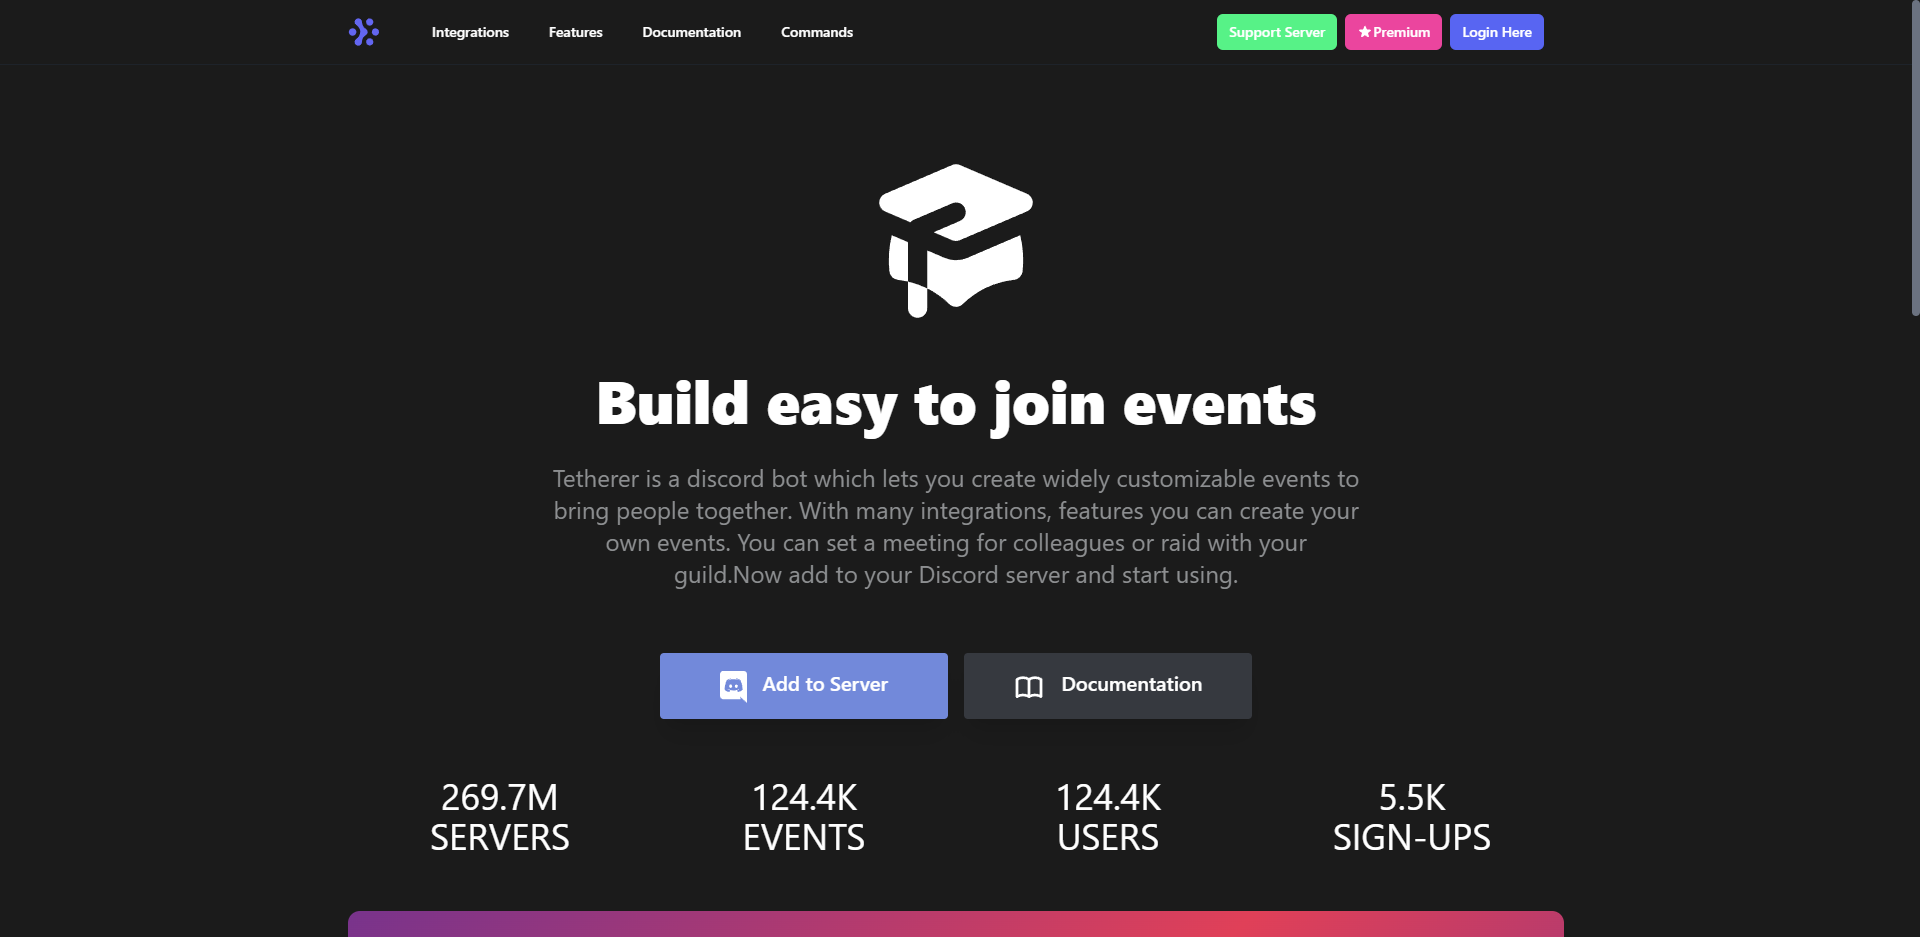 Integrations Features Documentation Commands Support Server Premium Login Here
Build easy to join events
Tetherer is a discord bot which lets you create widely customizable events to
bring people together. With many integrations, features you can create your
own events. You can set a meeting for colleagues or raid with your
guild.Now add to your Discord server and start using.
Add to Server Documentation
269.7M 124.4K 124.4K 5.5K
SERVERS EVENTS USERS SIGN-UPS